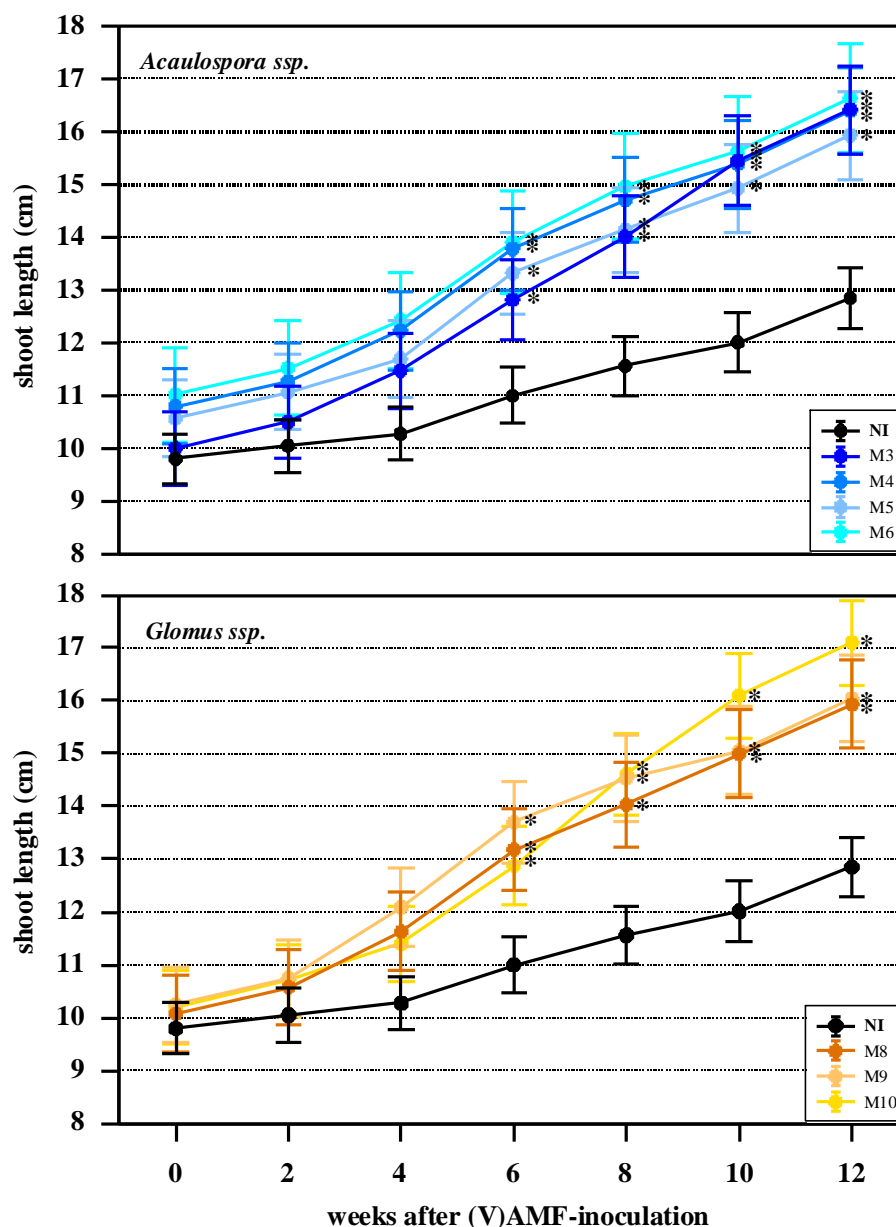 18
17
16
15
14
13
12
11
10
9
8
shoot length (cm)
Acaulospora ssp.
* * * * * * * * * * * * * * * *
NI
M3
M4
M5
M6
18
17
16
15
14
13
12
11
10
9
8
shoot length (cm)
Glomus ssp.
* * * * * * * * * * * *
NI
M8
M9
M10
0 2 4 6 8 10 12
weeks after (V)AMF-inoculation